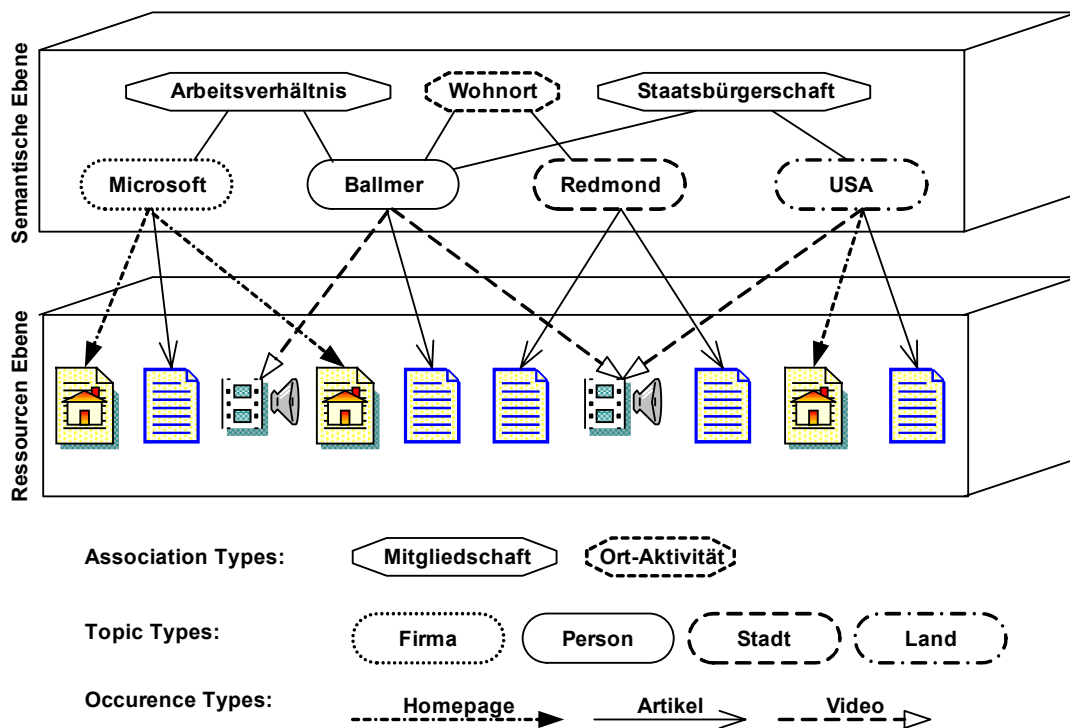 Semantische Ebene
Arbeitsverhältnis Wohnort Staatsbürgerschaft
Microsoft Ballmer Redmond USA
Ressourcen Ebene
Association Types: Mitgliedschaft Ort-Aktivität
Topic Types: Firma Person Stadt Land
Occurence Types: Homepage Artikel Video